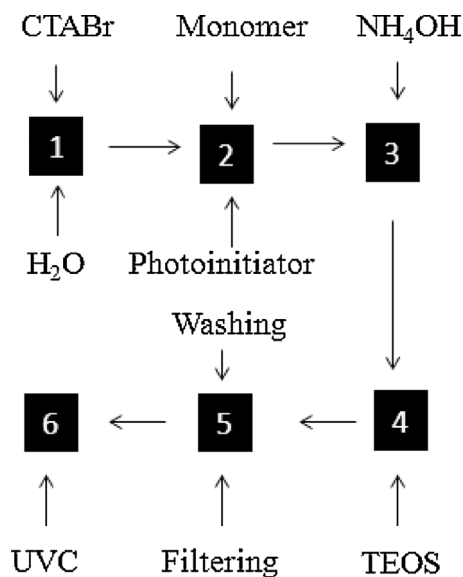 CTABr Monomer NH₄OH
1 2 3
H₂O Photoinitiator
Washing
6 5 4
UVC Filtering TEOS